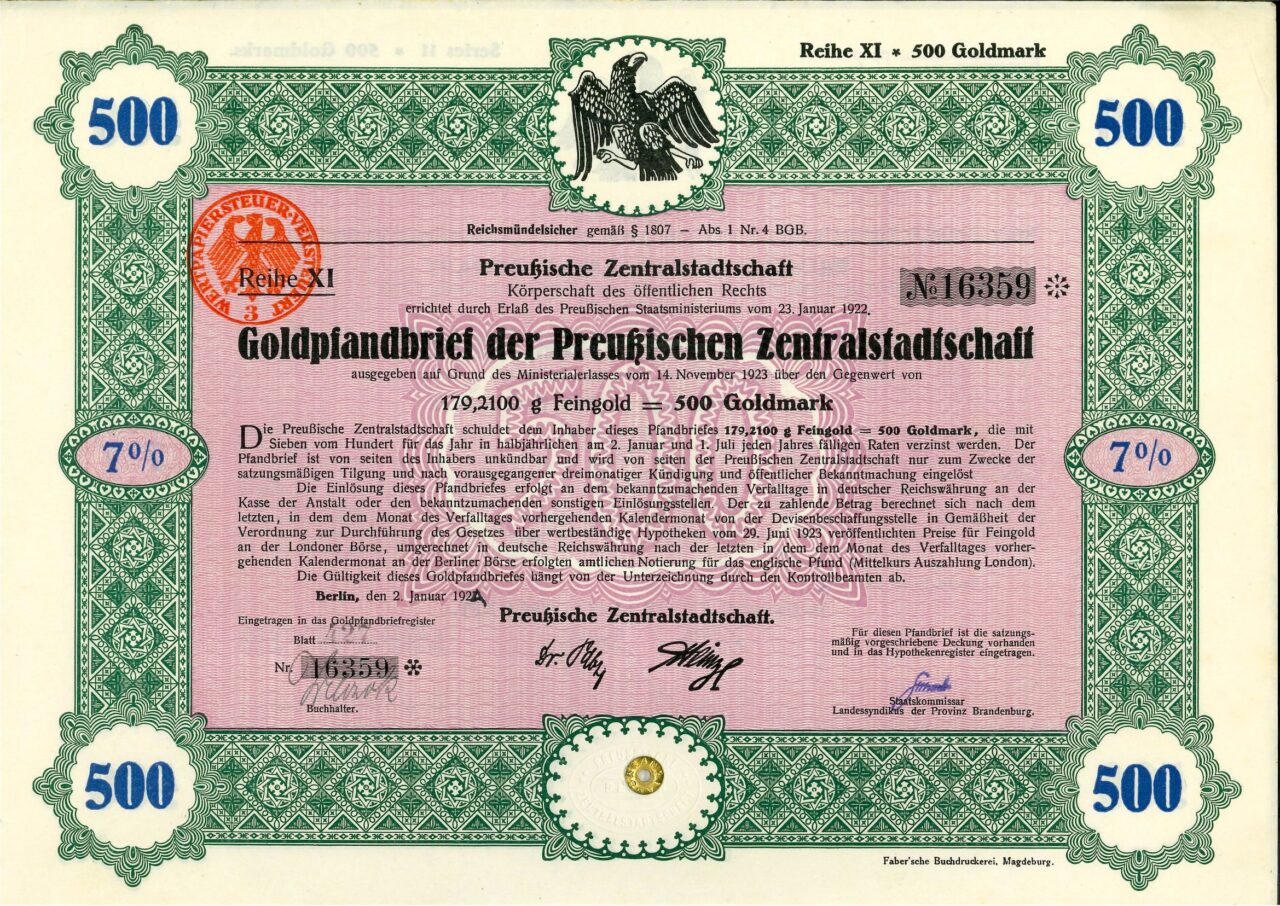 Reihe XI * 500 Goldmark
500
500
Reichsmündelsicher gemäß § 1807 – Abs. 1 Nr. 4 BGB.
WERTPAPIERSTEUER·VERSTEUERT
3
Reihe XI
Preußische Zentralstadtschaft
Körperschaft des öffentlichen Rechts
№ 16359
errichtet durch Erlaß des Preußischen Staatsministeriums vom 23. Januar 1922.
Goldpfandbrief der Preußischen Zentralstadtschaft
ausgegeben auf Grund des Ministerialerlasses vom 14. November 1923 über den Gegenwert von
179,2100 g Feingold = 500 Goldmark
Die Preußische Zentralstadtschaft schuldet dem Inhaber dieses Pfandbriefes 179,2100 g Feingold = 500 Goldmark, die mit
Sieben vom Hundert für das Jahr in halbjährlichen am 2. Januar und 1. Juli jeden Jahres fälligen Raten verzinst werden. Der
Pfandbrief ist von seiten des Inhabers unkündbar und wird von seiten der Preußischen Zentralstadtschaft nur zum Zwecke der
satzungsmäßigen Tilgung und nach vorausgegangener dreimonatiger Kündigung und öffentlicher Bekanntmachung eingelöst
7%
7%
Die Einlösung dieses Pfandbriefes erfolgt an dem bekanntzumachenden Verfalltage in deutscher Reichswährung an der
Kasse der Anstalt oder den bekanntzumachenden sonstigen Einlösungsstellen. Der zu zahlende Betrag berechnet sich nach dem
letzten, in dem dem Monat des Verfalltages vorhergehenden Kalendermonat von der Devisenbeschaffungsstelle in Gemäßheit der
Verordnung zur Durchführung des Gesetzes über wertbeständige Hypotheken vom 29. Juni 1923 veröffentlichten Preise für Feingold
an der Londoner Börse, umgerechnet in deutsche Reichswährung nach der letzten in dem dem Monat des Verfalltages vorher-
gehenden Kalendermonat an der Berliner Börse erfolgten amtlichen Notierung für das englische Pfund (Mittelkurs Auszahlung London).
Die Gültigkeit dieses Goldpfandbriefes hängt von der Unterzeichnung durch den Kontrollbeamten ab.
Berlin, den 2. Januar 192
Preußische Zentralstadtschaft.
Eingetragen in das Goldpfandbriefregister
Blatt
Nr. 16359
Buchhalter.
Für diesen Pfandbrief ist die satzungs-
mäßig vorgeschriebene Deckung vorhanden
und in das Hypothekenregister eingetragen.
Staatskommissar
Landessyndikus der Provinz Brandenburg.
500
500
Faber'sche Buchdruckerei, Magdeburg.